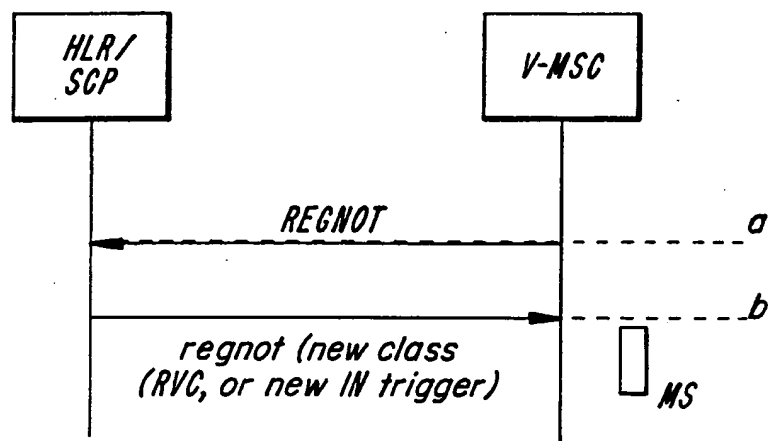 HLR/
SCP
V-MSC
REGNOT
a
b
regnot (new class
(RVC, or new IN trigger)
MS